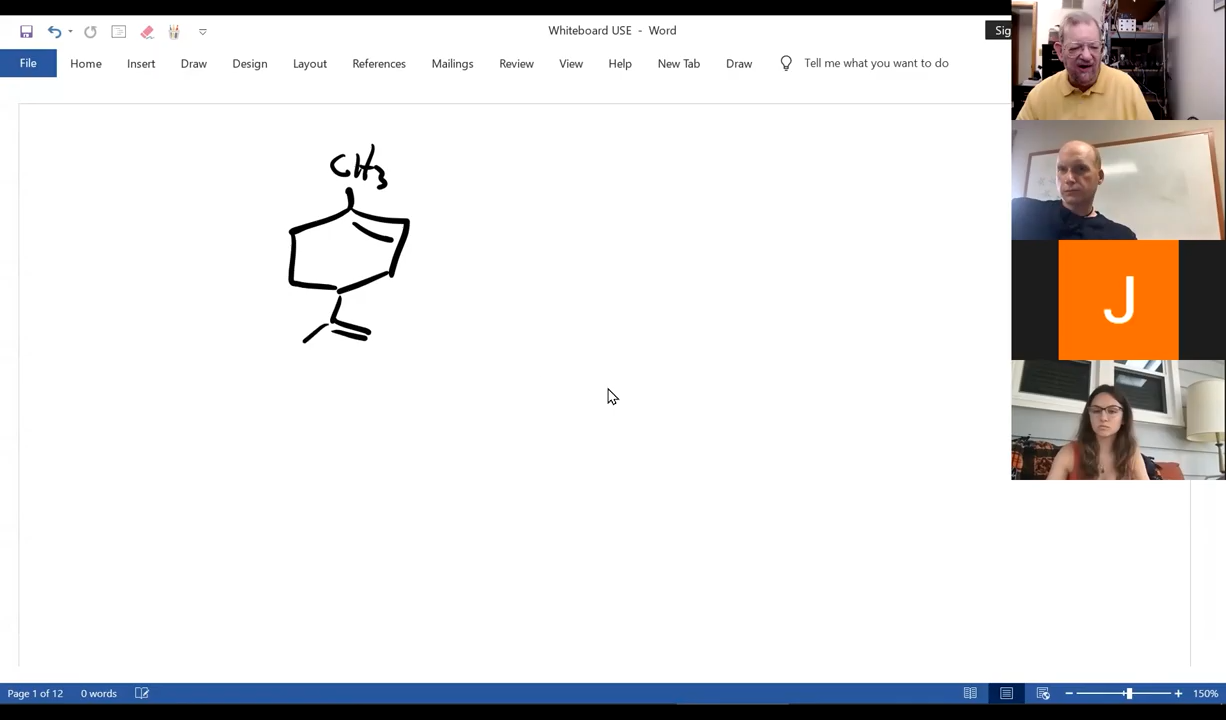 Whiteboard USE - Word
Sig
File Home Insert Draw Design Layout References Mailings Review View Help New Tab Draw Tell me what you want to do
CH3
J
Page 1 of 12 0 words 150%